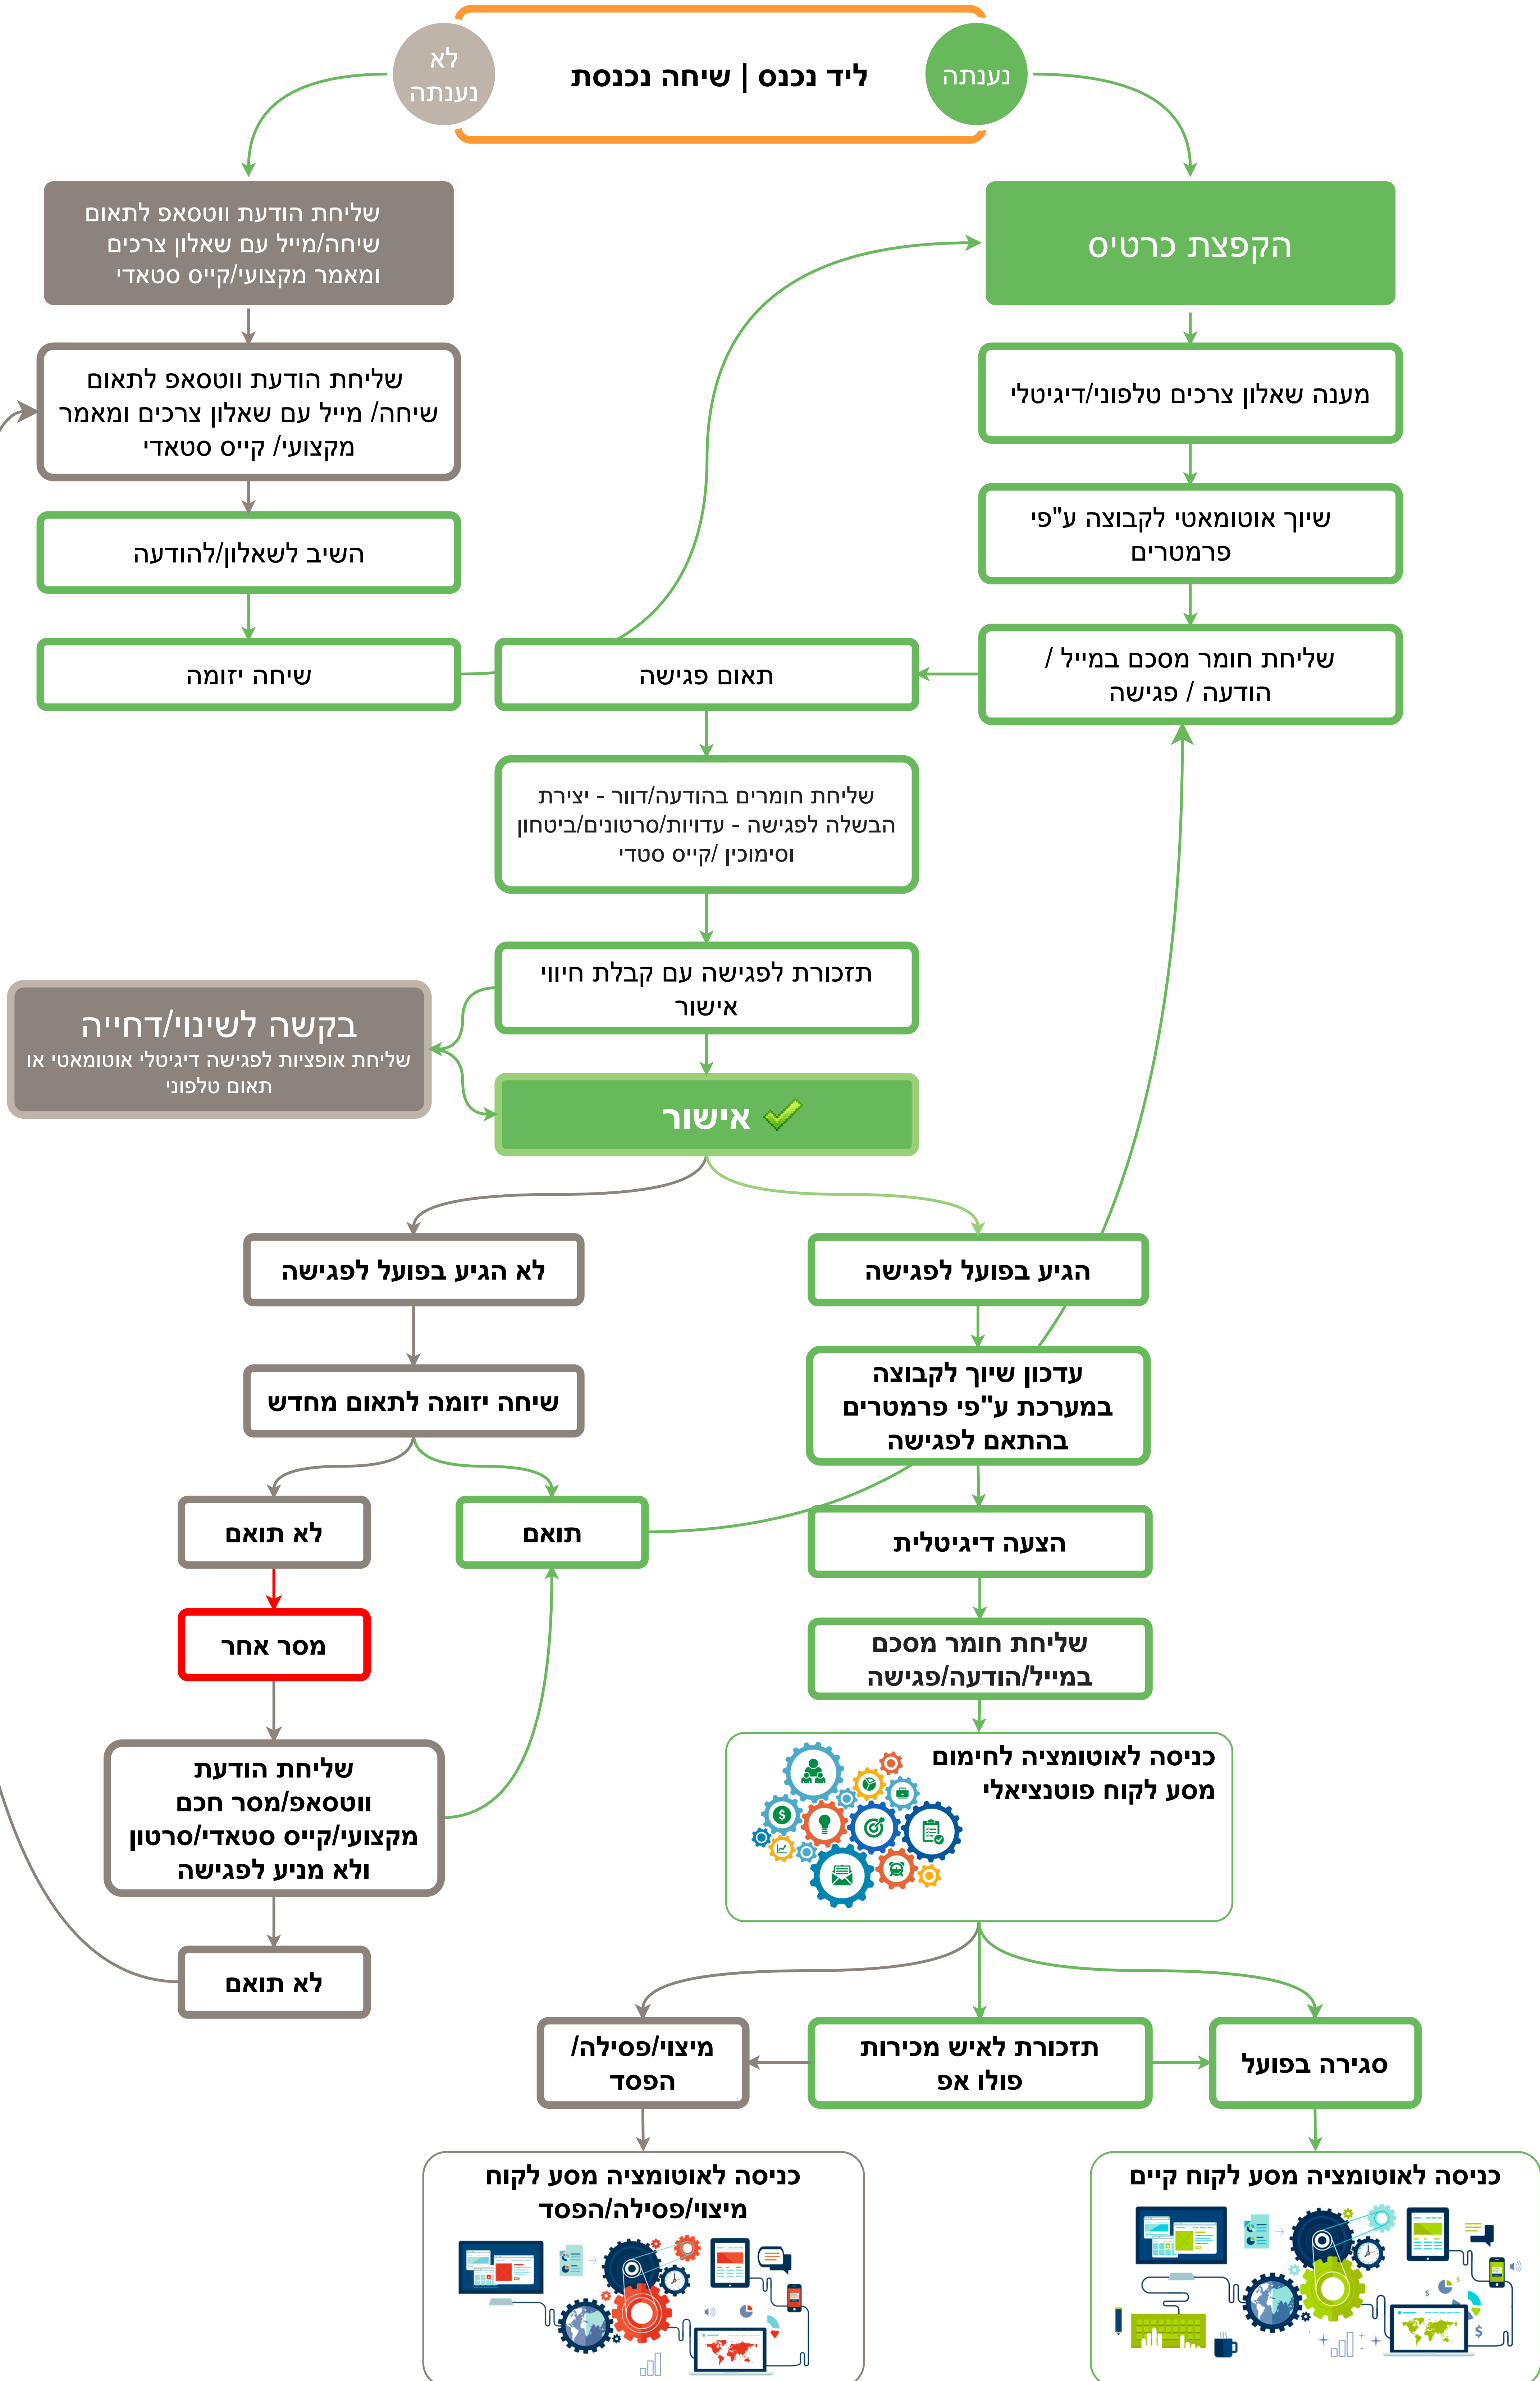 ליד נכנס | שיחה נכנסת
נענתה
לא
נענתה
הקפצת כרטיס
מענה שאלון צרכים טלפוני/דיגיטלי
שיוך אוטומאטי לקבוצה ע"פי
פרמטרים
שליחת חומר מסכם במייל /
הודעה / פגישה
שליחת הודעת ווטסאפ לתאום
שיחה/מייל עם שאלון צרכים
ומאמר מקצועי/קייס סטאדי
שליחת הודעת ווטסאפ לתאום
שיחה/ מייל עם שאלון צרכים ומאמר
מקצועי/ קייס סטאדי
השיב לשאלון/להודעה
שיחה יזומה
תאום פגישה
שליחת חומרים בהודעה/דוור - יצירת
הבשלה לפגישה - עדויות/סרטונים/ביטחון
וסימוכין /קייס סטדי
תזכורת לפגישה עם קבלת חיווי
אישור
בקשה לשינוי/דחייה
שליחת אופציות לפגישה דיגיטלי אוטומאטי או
תאום טלפוני
אישור
הגיע בפועל לפגישה
עדכון שיוך לקבוצה
במערכת ע"פי פרמטרים
בהתאם לפגישה
הצעה דיגיטלית
שליחת חומר מסכם
במייל/הודעה/פגישה
כניסה לאוטומציה לחימום
מסע לקוח פוטנציאלי
לא הגיע בפועל לפגישה
שיחה יזומה לתאום מחדש
תואם
לא תואם
מסר אחר
שליחת הודעת
ווטסאפ/מסר חכם
מקצועי/קייס סטאדי/סרטון
ולא מניע לפגישה
לא תואם
סגירה בפועל
תזכורת לאיש מכירות
פולו אפ
מיצוי/פסילה/
הפסד
כניסה לאוטומציה מסע לקוח קיים
כניסה לאוטומציה מסע לקוח
מיצוי/פסילה/הפסד